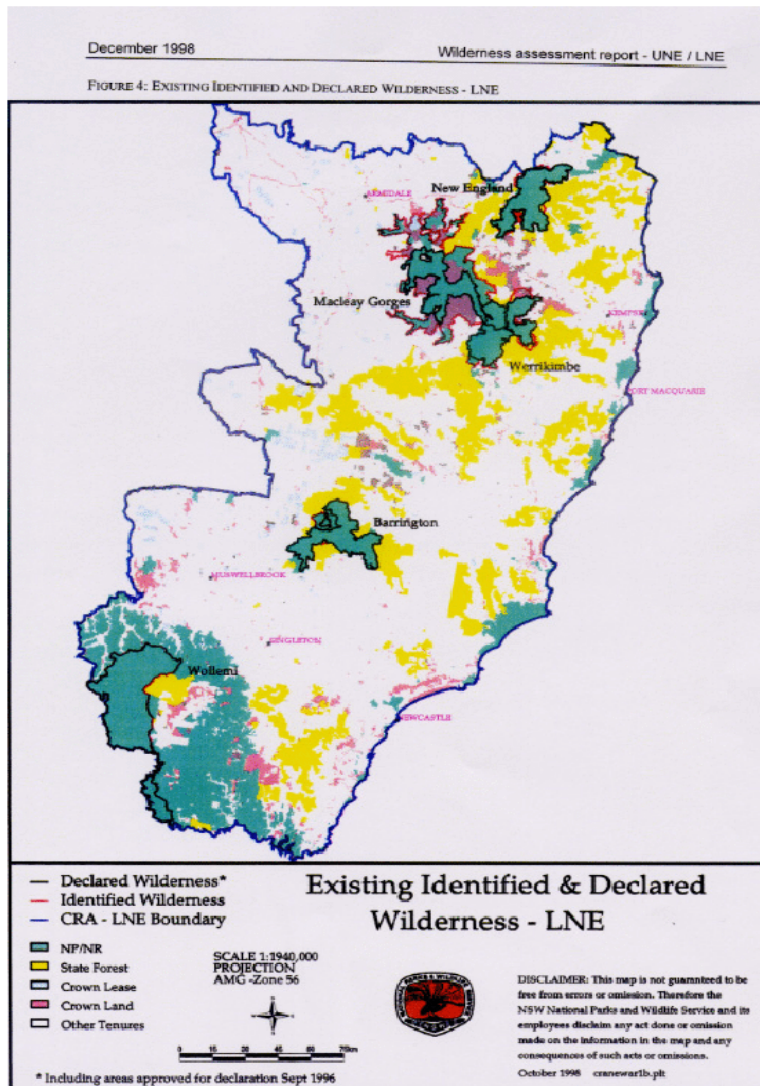 December 1998
Wilderness assessment report - UNE / LNE
FIGURE 4: EXISTING IDENTIFIED AND DECLARED WILDERNESS - LNE
New England
ARMIDALE
Macleay Gorges
KEMPSEY
Werrikimbe
PORT MACQUARIE
Barrington
MUSWELLBROOK
SINGLETON
Wollemi
NEWCASTLE
Declared Wilderness*
Identified Wilderness
CRA - LNE Boundary
NP/NR
State Forest
Crown Lease
Crown Land
Other Tenures
* Including areas approved for declaration Sept 1996
SCALE 1:1940,000
PROJECTION
AMG -Zone 56
0
75km
Existing Identified & Declared
Wilderness - LNE
DISCLAIMER: This map is not guaranteed to be
free from errors or omission. Therefore the
NSW National Parks and Wildlife Service and its
employees disclaim any act done or omission
made on the information in the map and any
consequences of such acts or omissions.
October 1998 cranewar1b.plt